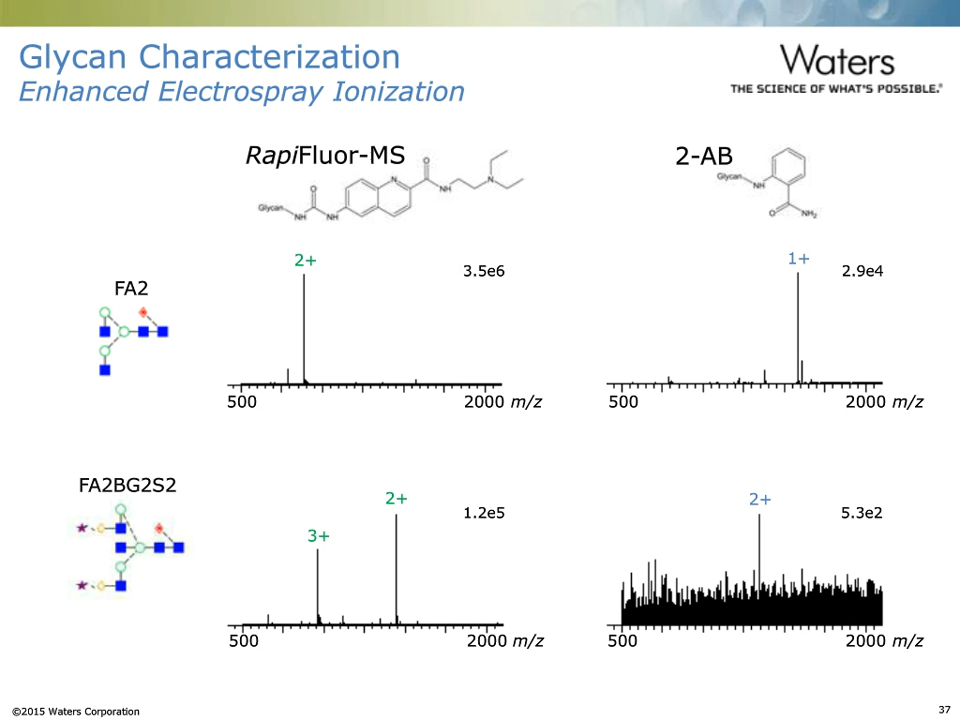 Glycan Characterization
Enhanced Electrospray Ionization
Waters
THE SCIENCE OF WHAT'S POSSIBLE.®
RapiFluor-MS
2-AB
Glycan
NH
O
NH
N
O
NH
N
Glycan
NH
O
NH₂
FA2
2+
3.5e6
500
2000 m/z
1+
2.9e4
500
2000 m/z
FA2BG2S2
3+
2+
1.2e5
500
2000 m/z
2+
5.3e2
500
2000 m/z
©2015 Waters Corporation
37